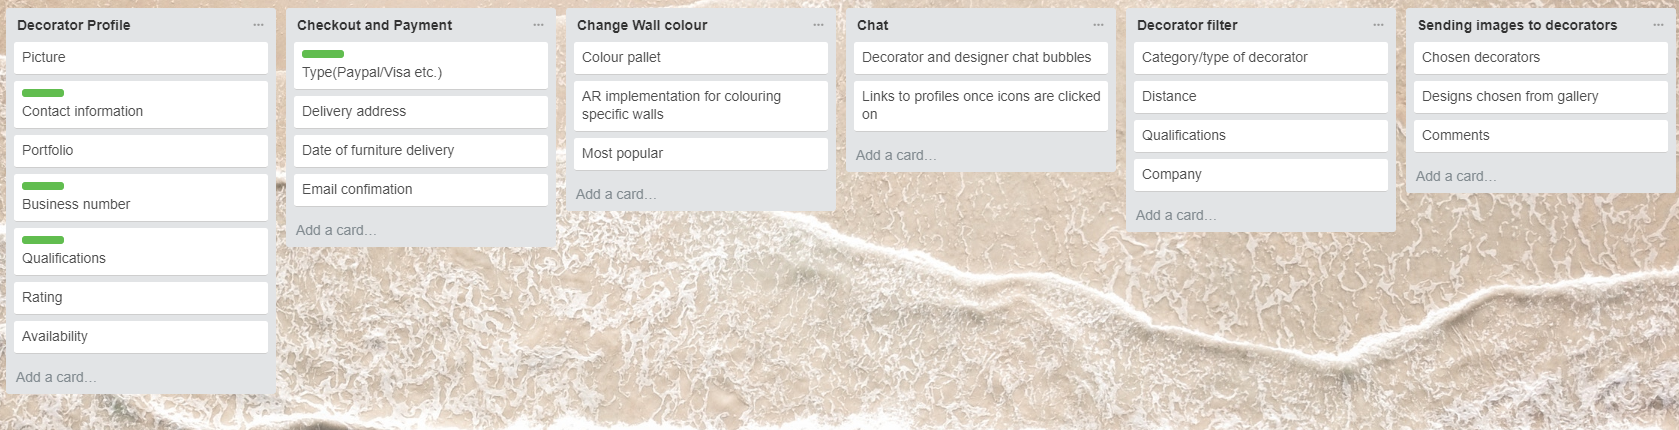 Decorator Profile
Picture
Contact information
Portfolio
Business number
Qualifications
Rating
Availability
Add a card…
Checkout and Payment
Type(Paypal/Visa etc.)
Delivery address
Date of furniture delivery
Email confimation
Add a card…
Change Wall colour
Colour pallet
AR implementation for colouring
specific walls
Most popular
Add a card…
Chat
Decorator and designer chat bubbles
Links to profiles once icons are clicked
on
Add a card…
Decorator filter
Category/type of decorator
Distance
Qualifications
Company
Add a card…
Sending images to decorators
Chosen decorators
Designs chosen from gallery
Comments
Add a card…